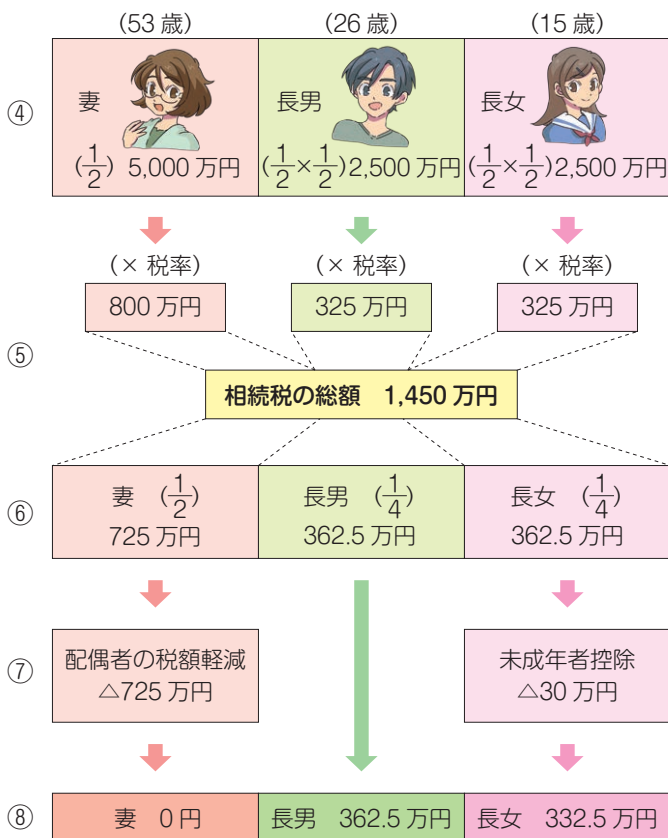 (53歳) (26歳) (15歳)
④ 妻 長男 長女
(1/2) 5,000万円 (1/2×1/2)2,500万円 (1/2×1/2)2,500万円
(× 税率) (× 税率) (× 税率)
800万円 325万円 325万円
⑤
相続税の総額 1,450万円
⑥ 妻 (1/2) 長男 (1/4) 長女 (1/4)
725万円 362.5万円 362.5万円
⑦ 配偶者の税額軽減 未成年者控除
△725万円 △30万円
⑧ 妻 0円 長男 362.5万円 長女 332.5万円